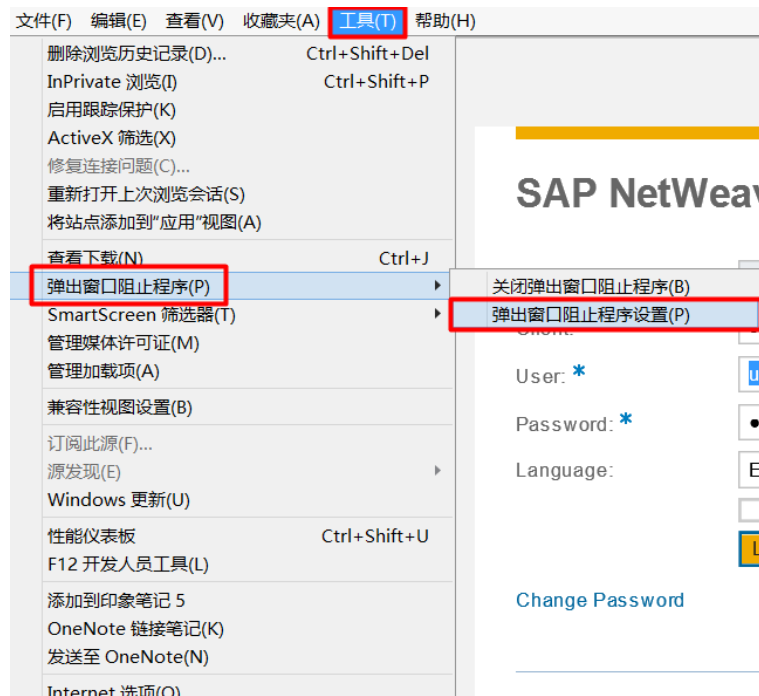 文件(F) 编辑(E) 查看(V) 收藏夹(A) 工具(T) 帮助(H)
删除浏览历史记录(D)... Ctrl+Shift+Del
InPrivate 浏览(I) Ctrl+Shift+P
启用跟踪保护(K)
ActiveX 筛选(X)
修复连接问题(C)...
重新打开上次浏览会话(S)
将站点添加到“应用”视图(A)
查看下载(N) Ctrl+J
弹出窗口阻止程序(P)
SmartScreen 筛选器(T)
管理媒体许可证(M)
管理加载项(A)
兼容性视图设置(B)
订阅此源(F)...
源发现(E)
Windows 更新(U)
性能仪表板 Ctrl+Shift+U
F12 开发人员工具(L)
添加到印象笔记 5
OneNote 链接笔记(K)
发送至 OneNote(N)
Internet 选项(O)
关闭弹出窗口阻止程序(B)
弹出窗口阻止程序设置(P)
SAP NetWeav
Client:
User: *
Password: *
Language: E
L
Change Password